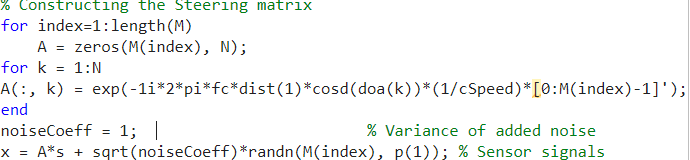 % Constructing the Steering matrix
for index=1:length(M)
A = zeros(M(index), N);
for k = 1:N
A(:, k) = exp(-1i*2*pi*fc*dist(1)*cosd(doa(k))*(1/cSpeed)*[0:M(index)-1]');
end
noiseCoeff = 1; % Variance of added noise
x = A*s + sqrt(noiseCoeff)*randn(M(index), p(1)); % Sensor signals